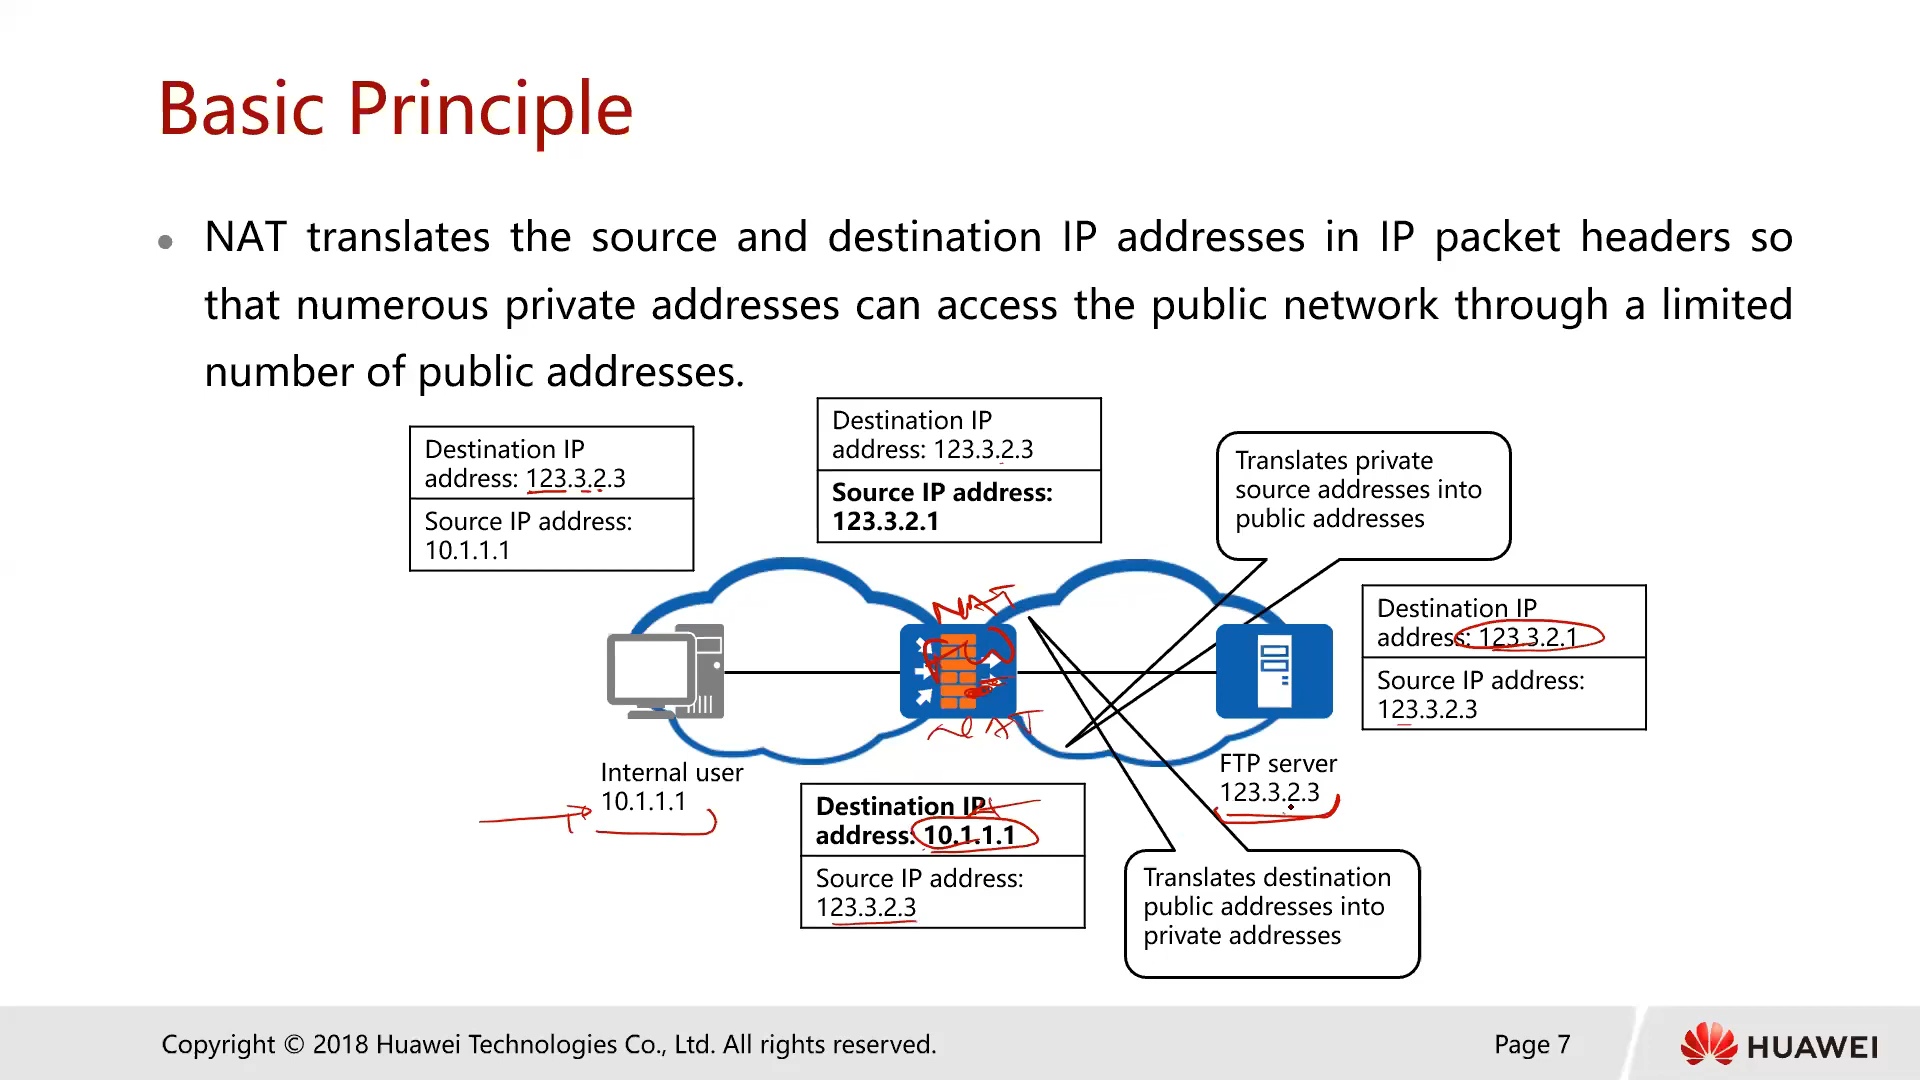 Basic Principle
NAT translates the source and destination IP addresses in IP packet headers so
that numerous private addresses can access the public network through a limited
number of public addresses.
Destination IP
address: 123.3.2.3
Source IP address:
10.1.1.1
Destination IP
address: 123.3.2.3
Source IP address:
123.3.2.1
Translates private
source addresses into
public addresses
Destination IP
address: 123.3.2.1
Source IP address:
123.3.2.3
NAT
NAT
Internal user
10.1.1.1
FTP server
123.3.2.3
Destination IP
address: 10.1.1.1
Source IP address:
123.3.2.3
Translates destination
public addresses into
private addresses
Copyright © 2018 Huawei Technologies Co., Ltd. All rights reserved.
Page 7
HUAWEI